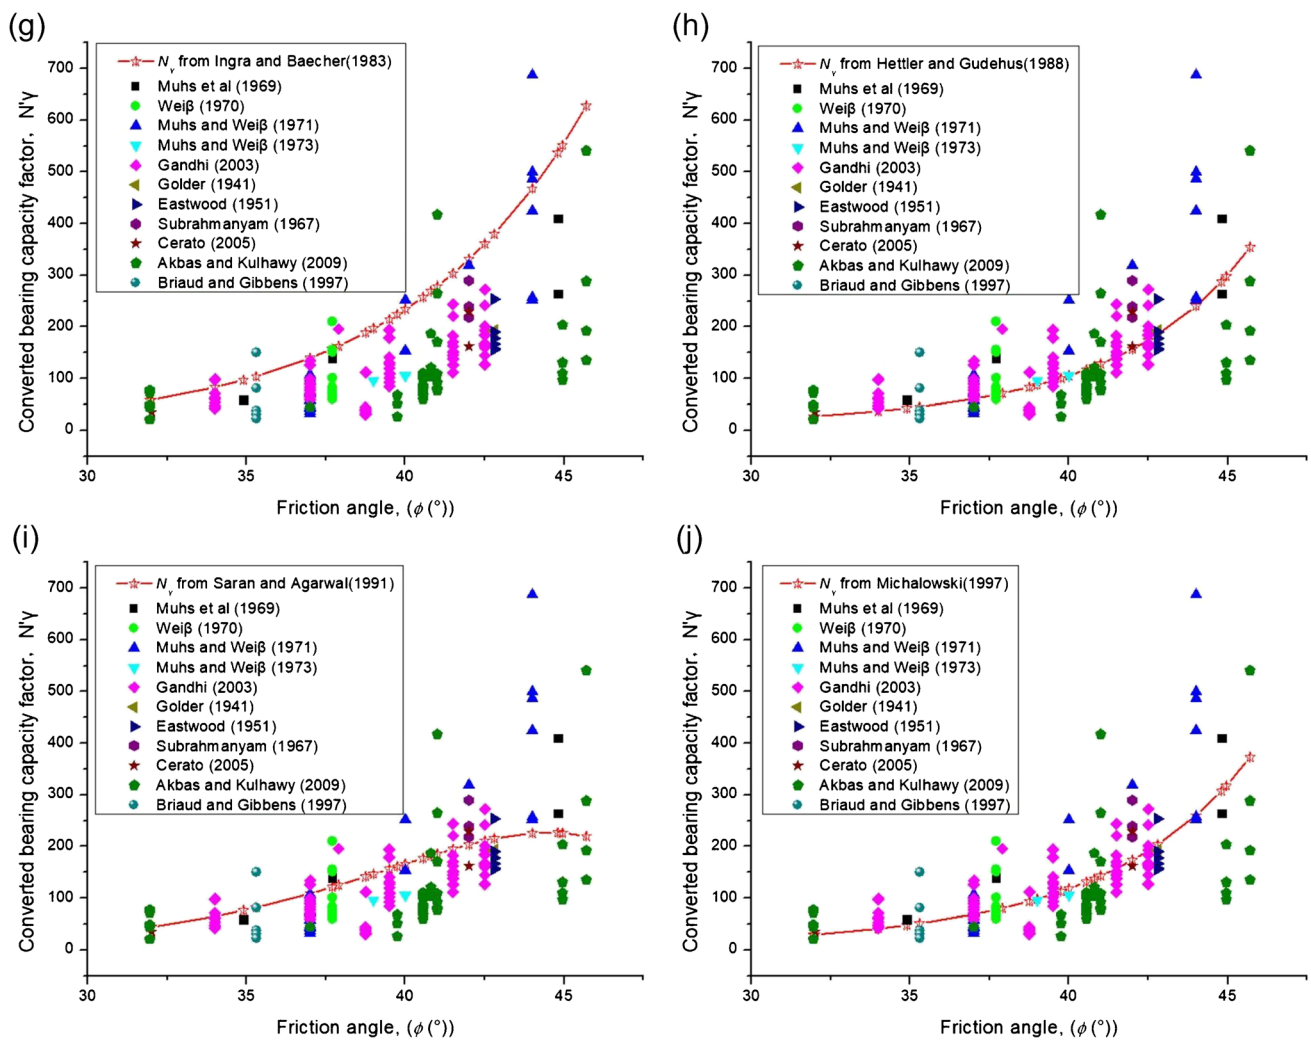 (g)
Converted bearing capacity factor, N'γ
700
600
500
400
300
200
100
0
Nγ from Ingra and Baecher(1983)
Muhs et al (1969)
Weiβ (1970)
Muhs and Weiβ (1971)
Muhs and Weiβ (1973)
Gandhi (2003)
Golder (1941)
Eastwood (1951)
Subrahmanyam (1967)
Cerato (2005)
Akbas and Kulhawy (2009)
Briaud and Gibbens (1997)
30 35 40 45
Friction angle, (ϕ (°))
(h)
Converted bearing capacity factor, N'γ
700
600
500
400
300
200
100
0
Nγ from Hettler and Gudehus(1988)
Muhs et al (1969)
Weiβ (1970)
Muhs and Weiβ (1971)
Muhs and Weiβ (1973)
Gandhi (2003)
Golder (1941)
Eastwood (1951)
Subrahmanyam (1967)
Cerato (2005)
Akbas and Kulhawy (2009)
Briaud and Gibbens (1997)
30 35 40 45
Friction angle, (ϕ (°))
(i)
Converted bearing capacity factor, N'γ
700
600
500
400
300
200
100
0
Nγ from Saran and Agarwal(1991)
Muhs et al (1969)
Weiβ (1970)
Muhs and Weiβ (1971)
Muhs and Weiβ (1973)
Gandhi (2003)
Golder (1941)
Eastwood (1951)
Subrahmanyam (1967)
Cerato (2005)
Akbas and Kulhawy (2009)
Briaud and Gibbens (1997)
30 35 40 45
Friction angle, (ϕ (°))
(j)
Converted bearing capacity factor, N'γ
700
600
500
400
300
200
100
0
Nγ from Michalowski(1997)
Muhs et al (1969)
Weiβ (1970)
Muhs and Weiβ (1971)
Muhs and Weiβ (1973)
Gandhi (2003)
Golder (1941)
Eastwood (1951)
Subrahmanyam (1967)
Cerato (2005)
Akbas and Kulhawy (2009)
Briaud and Gibbens (1997)
30 35 40 45
Friction angle, (ϕ (°))